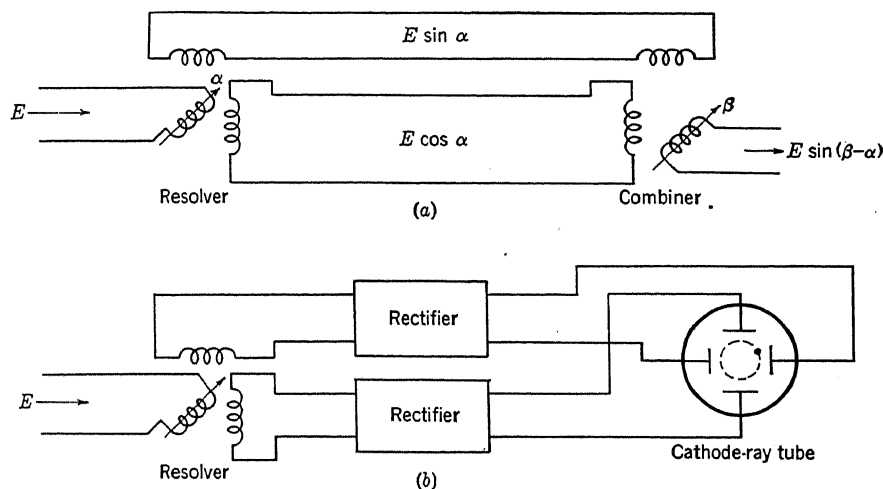 E sin α
α
E
E cos α
β
E sin (β–α)
Resolver
Combiner
(a)
Rectifier
E
Rectifier
Resolver
Cathode-ray tube
(b)